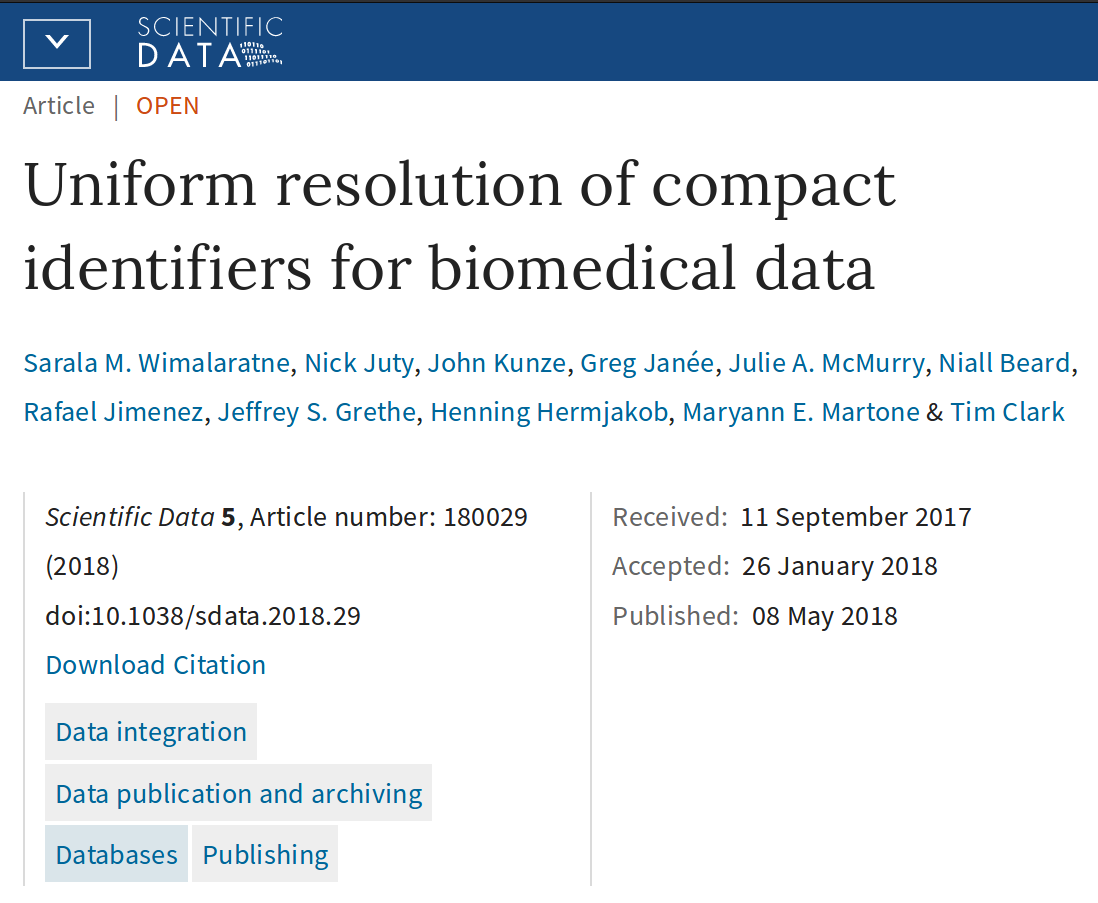 SCIENTIFIC
DATA
Article | OPEN
Uniform resolution of compact
identifiers for biomedical data
Sarala M. Wimalaratne, Nick Juty, John Kunze, Greg Janée, Julie A. McMurry, Niall Beard,
Rafael Jimenez, Jeffrey S. Grethe, Henning Hermjakob, Maryann E. Martone & Tim Clark
Scientific Data 5, Article number: 180029
(2018)
doi:10.1038/sdata.2018.29
Download Citation
Data integration
Data publication and archiving
Databases Publishing
Received: 11 September 2017
Accepted: 26 January 2018
Published: 08 May 2018